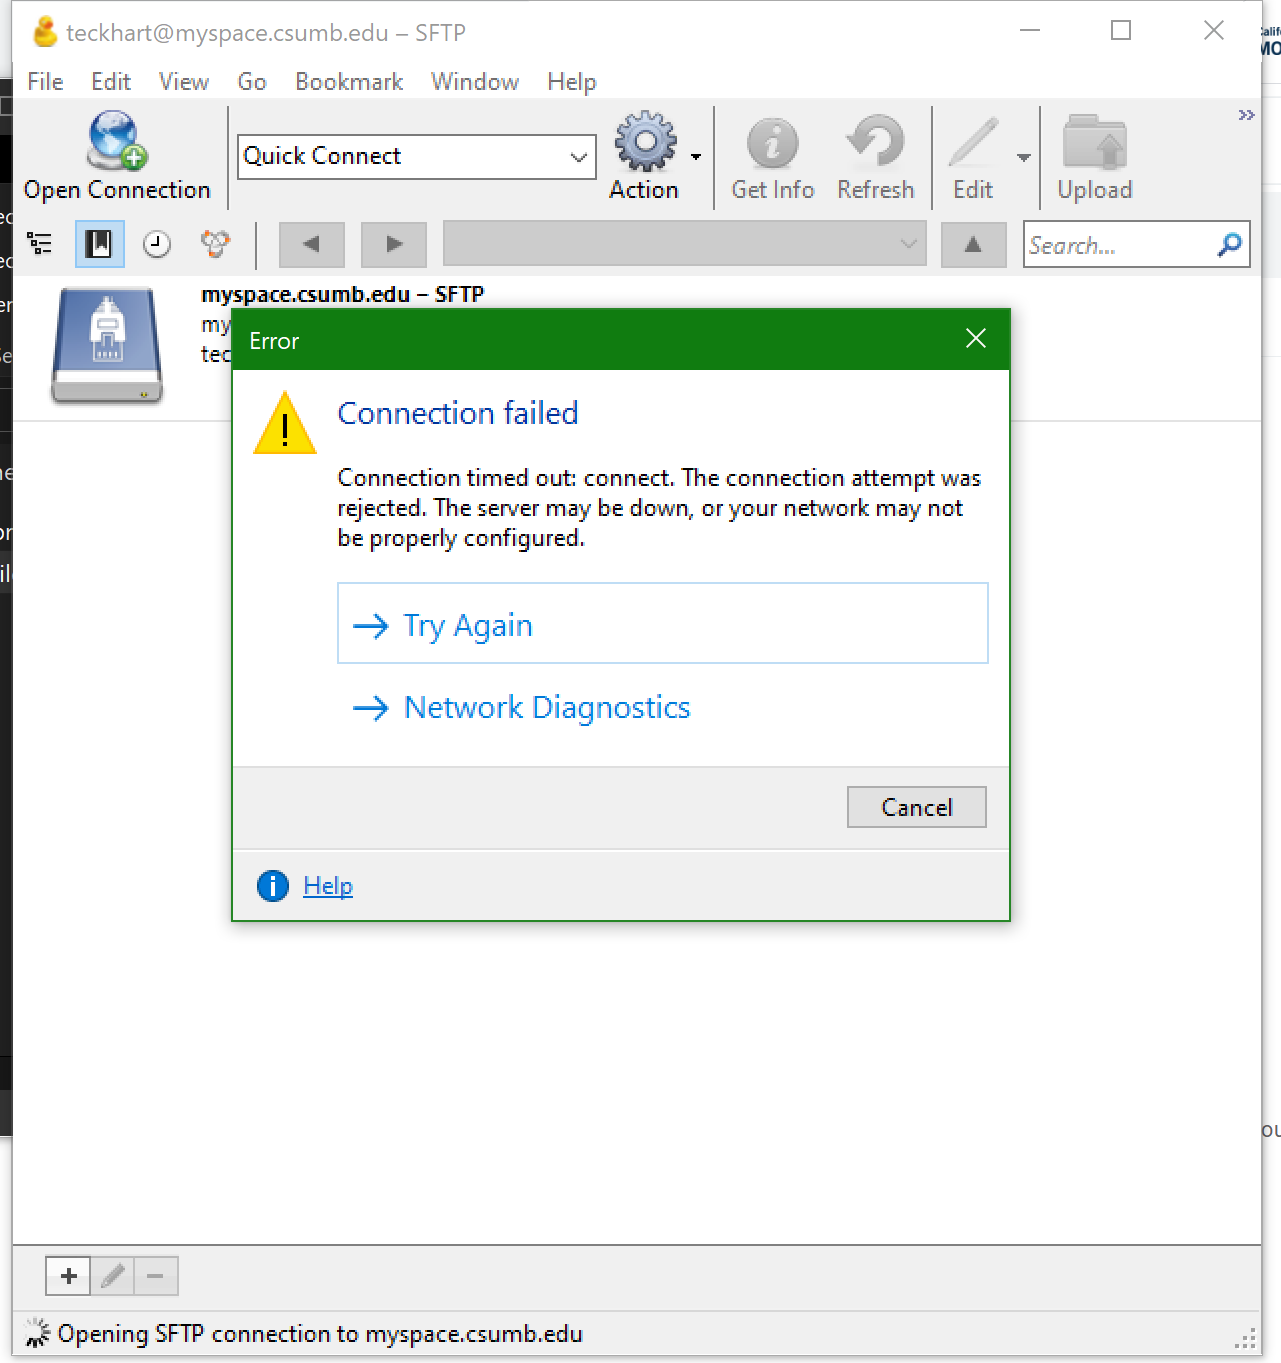 teckhart@myspace.csumb.edu – SFTP
File Edit View Go Bookmark Window Help
Open Connection
Quick Connect
Action
Get Info
Refresh
Edit
Upload
Search...
myspace.csumb.edu – SFTP
my
tec
Error
Connection failed
Connection timed out: connect. The connection attempt was
rejected. The server may be down, or your network may not
be properly configured.
Try Again
Network Diagnostics
Cancel
Help
Opening SFTP connection to myspace.csumb.edu